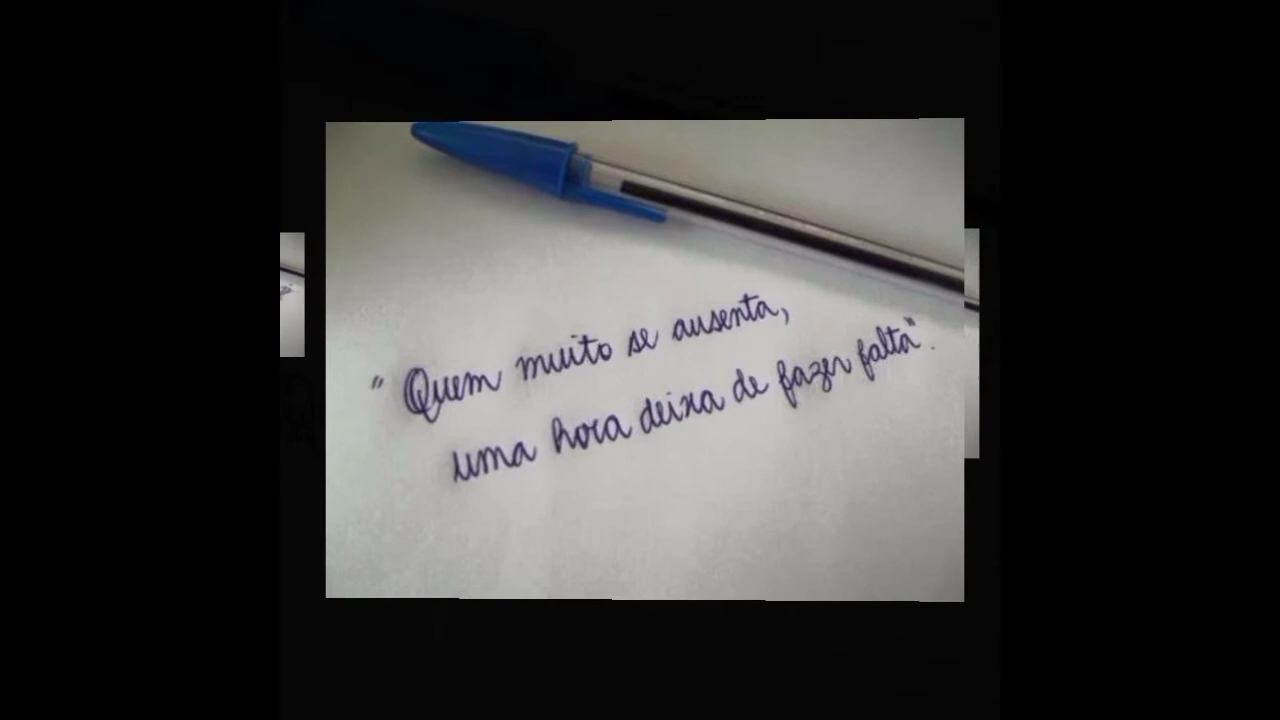 " Quem muito se ausenta,
uma hora deixa de fazer falta".